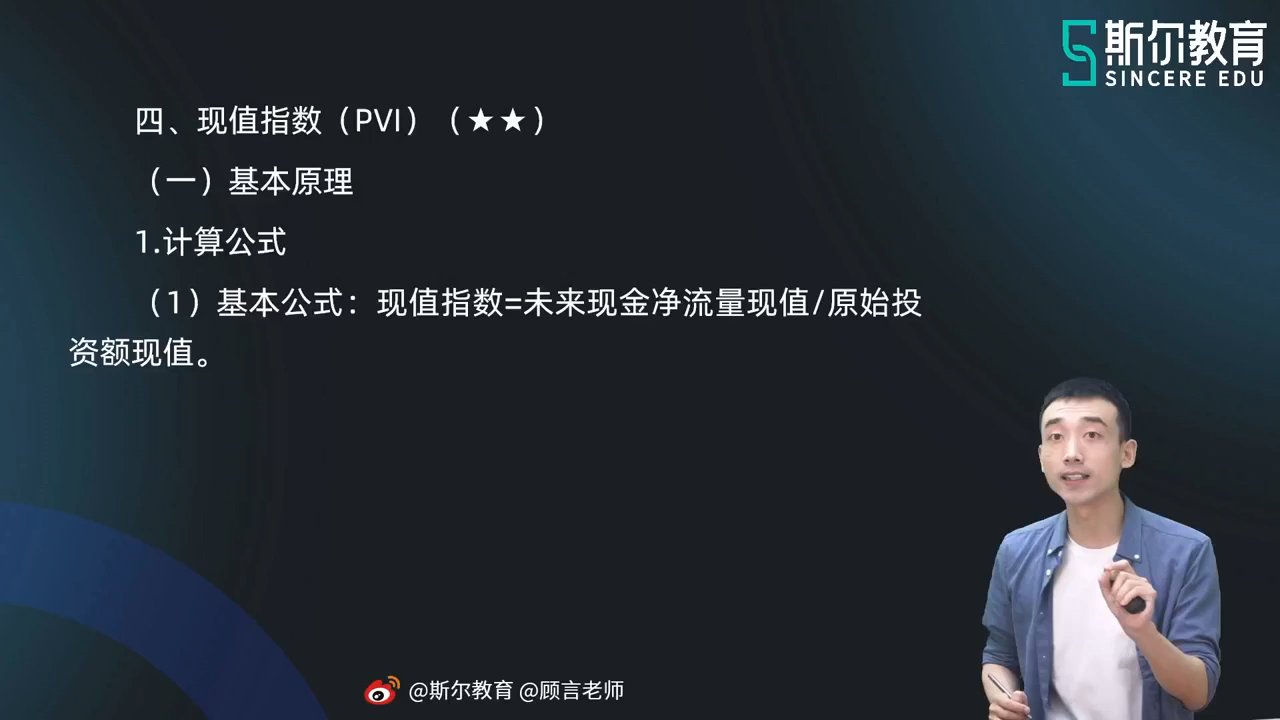 斯尔教育
SINCERE EDU
四、现值指数（PVI）（★★）
（一）基本原理
1.计算公式
（1）基本公式：现值指数=未来现金净流量现值/原始投
资额现值。
@斯尔教育 @顾言老师